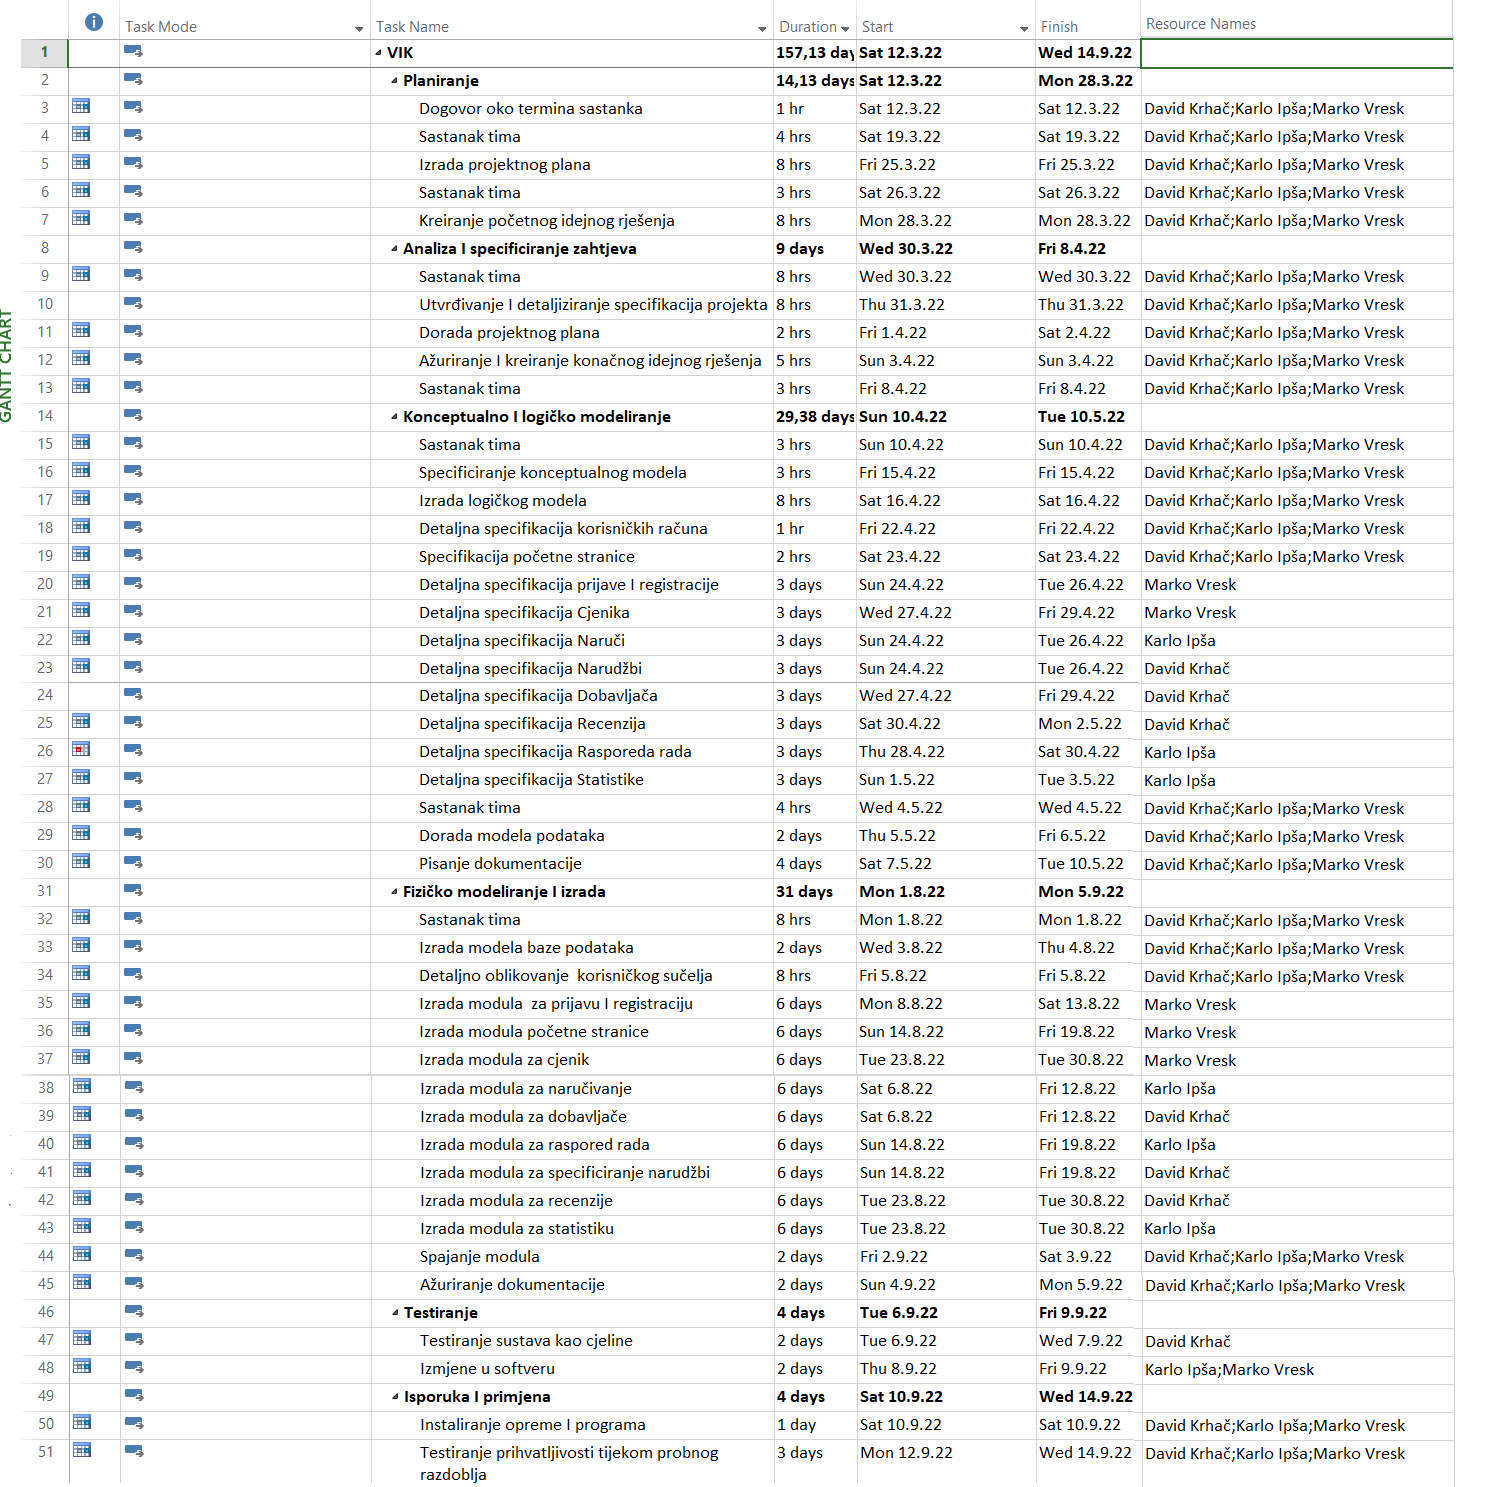 Task Mode Task Name Duration Start Finish Resource Names
1 VIK 157,13 day Sat 12.3.22 Wed 14.9.22
2 Planiranje 14,13 days Sat 12.3.22 Mon 28.3.22
3 Dogovor oko termina sastanka 1 hr Sat 12.3.22 Sat 12.3.22 David Krhač;Karlo Ipša;Marko Vresk
4 Sastanak tima 4 hrs Sat 19.3.22 Sat 19.3.22 David Krhač;Karlo Ipša;Marko Vresk
5 Izrada projektnog plana 8 hrs Fri 25.3.22 Fri 25.3.22 David Krhač;Karlo Ipša;Marko Vresk
6 Sastanak tima 3 hrs Sat 26.3.22 Sat 26.3.22 David Krhač;Karlo Ipša;Marko Vresk
7 Kreiranje početnog idejnog rješenja 8 hrs Mon 28.3.22 Mon 28.3.22 David Krhač;Karlo Ipša;Marko Vresk
8 Analiza I specificiranje zahtjeva 9 days Wed 30.3.22 Fri 8.4.22
9 Sastanak tima 8 hrs Wed 30.3.22 Wed 30.3.22 David Krhač;Karlo Ipša;Marko Vresk
10 Utvrđivanje I detaljiziranje specifikacija projekta 8 hrs Thu 31.3.22 Thu 31.3.22 David Krhač;Karlo Ipša;Marko Vresk
11 Dorada projektnog plana 2 hrs Fri 1.4.22 Sat 2.4.22 David Krhač;Karlo Ipša;Marko Vresk
12 Ažuriranje I kreiranje konačnog idejnog rješenja 5 hrs Sun 3.4.22 Sun 3.4.22 David Krhač;Karlo Ipša;Marko Vresk
13 Sastanak tima 3 hrs Fri 8.4.22 Fri 8.4.22 David Krhač;Karlo Ipša;Marko Vresk
14 Konceptualno I logičko modeliranje 29,38 days Sun 10.4.22 Tue 10.5.22
15 Sastanak tima 3 hrs Sun 10.4.22 Sun 10.4.22 David Krhač;Karlo Ipša;Marko Vresk
16 Specificiranje konceptualnog modela 3 hrs Fri 15.4.22 Fri 15.4.22 David Krhač;Karlo Ipša;Marko Vresk
17 Izrada logičkog modela 8 hrs Sat 16.4.22 Sat 16.4.22 David Krhač;Karlo Ipša;Marko Vresk
18 Detaljna specifikacija korisničkih računa 1 hr Fri 22.4.22 Fri 22.4.22 David Krhač;Karlo Ipša;Marko Vresk
19 Specifikacija početne stranice 2 hrs Sat 23.4.22 Sat 23.4.22 David Krhač;Karlo Ipša;Marko Vresk
20 Detaljna specifikacija prijave I registracije 3 days Sun 24.4.22 Tue 26.4.22 Marko Vresk
21 Detaljna specifikacija Cjenika 3 days Wed 27.4.22 Fri 29.4.22 Marko Vresk
22 Detaljna specifikacija Naruči 3 days Sun 24.4.22 Tue 26.4.22 Karlo Ipša
23 Detaljna specifikacija Narudžbi 3 days Sun 24.4.22 Tue 26.4.22 David Krhač
24 Detaljna specifikacija Dobavljača 3 days Wed 27.4.22 Fri 29.4.22 David Krhač
25 Detaljna specifikacija Recenzija 3 days Sat 30.4.22 Mon 2.5.22 David Krhač
26 Detaljna specifikacija Rasporeda rada 3 days Thu 28.4.22 Sat 30.4.22 Karlo Ipša
27 Detaljna specifikacija Statistike 3 days Sun 1.5.22 Tue 3.5.22 Karlo Ipša
28 Sastanak tima 4 hrs Wed 4.5.22 Wed 4.5.22 David Krhač;Karlo Ipša;Marko Vresk
29 Dorada modela podataka 2 days Thu 5.5.22 Fri 6.5.22 David Krhač;Karlo Ipša;Marko Vresk
30 Pisanje dokumentacije 4 days Sat 7.5.22 Tue 10.5.22 David Krhač;Karlo Ipša;Marko Vresk
31 Fizičko modeliranje I izrada 31 days Mon 1.8.22 Mon 5.9.22
32 Sastanak tima 8 hrs Mon 1.8.22 Mon 1.8.22 David Krhač;Karlo Ipša;Marko Vresk
33 Izrada modela baze podataka 2 days Wed 3.8.22 Thu 4.8.22 David Krhač;Karlo Ipša;Marko Vresk
34 Detaljno oblikovanje korisničkog sučelja 8 hrs Fri 5.8.22 Fri 5.8.22 David Krhač;Karlo Ipša;Marko Vresk
35 Izrada modula za prijavu I registraciju 6 days Mon 8.8.22 Sat 13.8.22 Marko Vresk
36 Izrada modula početne stranice 6 days Sun 14.8.22 Fri 19.8.22 Marko Vresk
37 Izrada modula za cjenik 6 days Tue 23.8.22 Tue 30.8.22 Marko Vresk
38 Izrada modula za naručivanje 6 days Sat 6.8.22 Fri 12.8.22 Karlo Ipša
39 Izrada modula za dobavljače 6 days Sat 6.8.22 Fri 12.8.22 David Krhač
40 Izrada modula za raspored rada 6 days Sun 14.8.22 Fri 19.8.22 Karlo Ipša
41 Izrada modula za specificiranje narudžbi 6 days Sun 14.8.22 Fri 19.8.22 David Krhač
42 Izrada modula za recenzije 6 days Tue 23.8.22 Tue 30.8.22 David Krhač
43 Izrada modula za statistiku 6 days Tue 23.8.22 Tue 30.8.22 Karlo Ipša
44 Spajanje modula 2 days Fri 2.9.22 Sat 3.9.22 David Krhač;Karlo Ipša;Marko Vresk
45 Ažuriranje dokumentacije 2 days Sun 4.9.22 Mon 5.9.22 David Krhač;Karlo Ipša;Marko Vresk
46 Testiranje 4 days Tue 6.9.22 Fri 9.9.22
47 Testiranje sustava kao cjeline 2 days Tue 6.9.22 Wed 7.9.22 David Krhač
48 Izmjene u softveru 2 days Thu 8.9.22 Fri 9.9.22 Karlo Ipša;Marko Vresk
49 Isporuka I primjena 4 days Sat 10.9.22 Wed 14.9.22
50 Instaliranje opreme I programa 1 day Sat 10.9.22 Sat 10.9.22 David Krhač;Karlo Ipša;Marko Vresk
51 Testiranje prihvatljivosti tijekom probnog 3 days Mon 12.9.22 Wed 14.9.22 David Krhač;Karlo Ipša;Marko Vresk
razdoblja
GANTT CHART